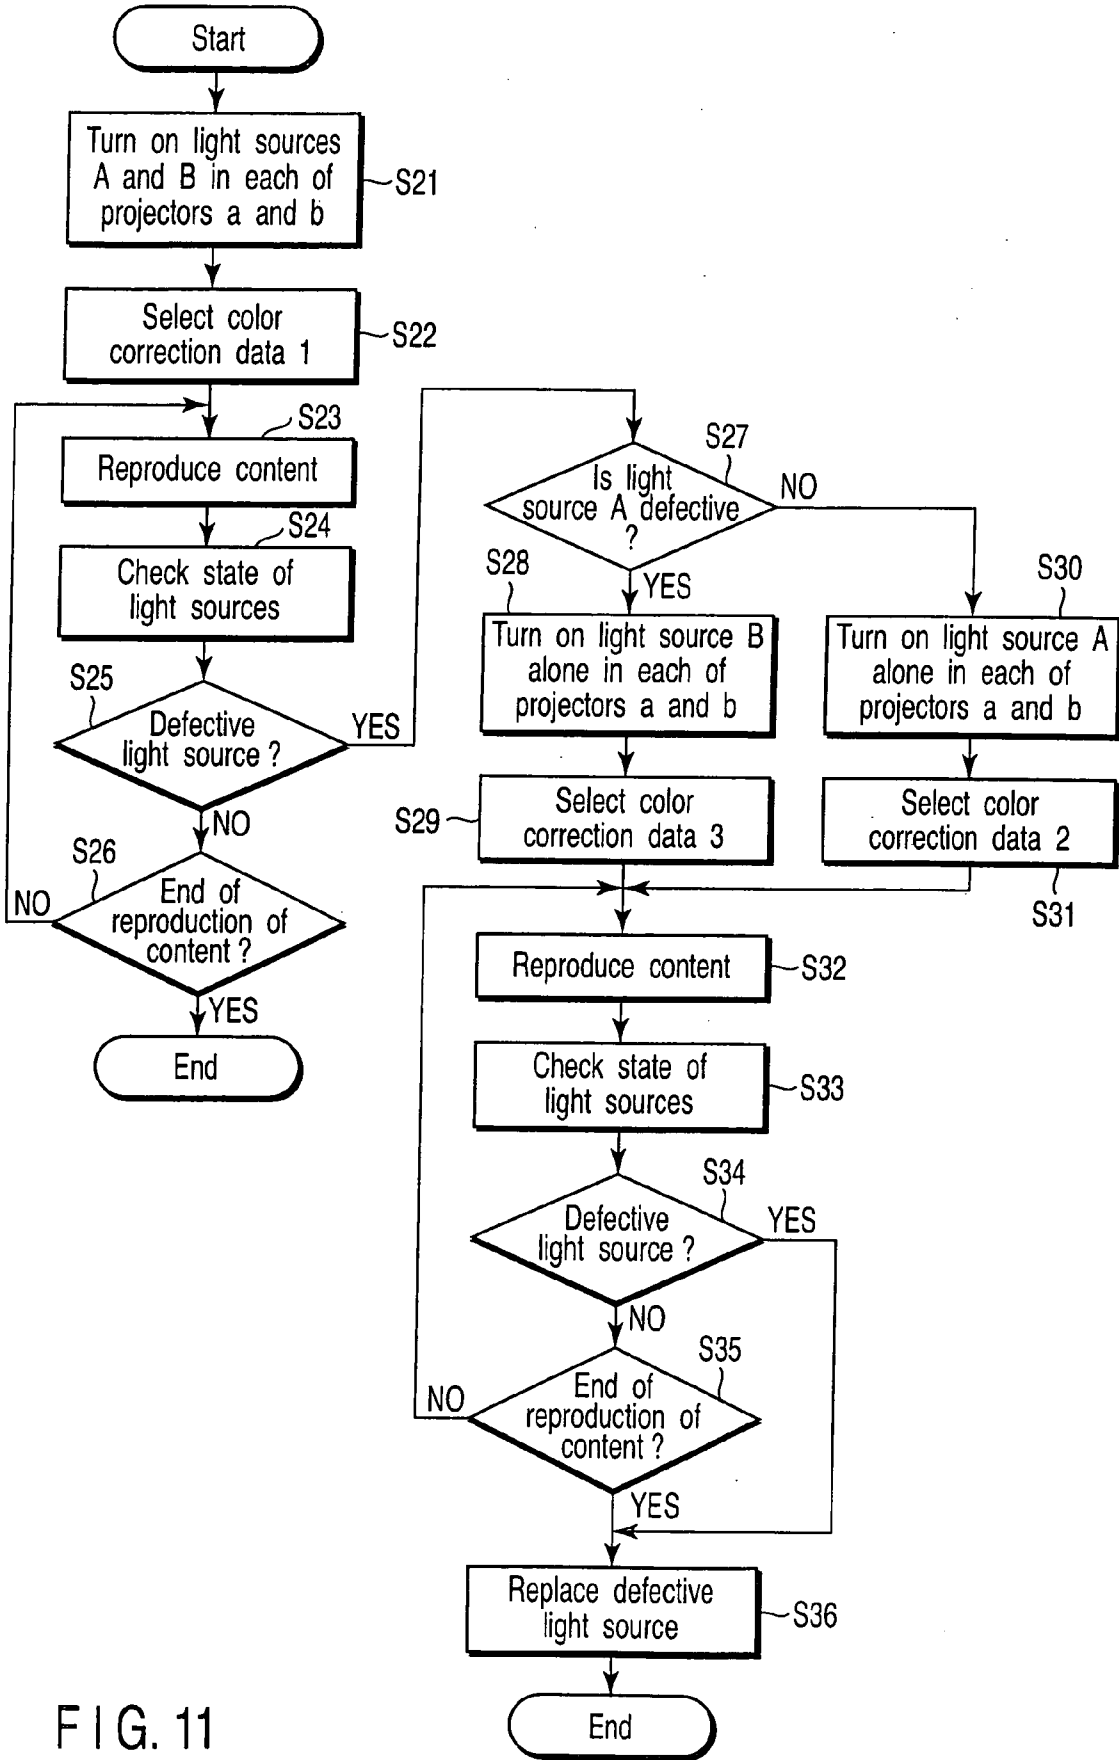 Start
Turn on light sources
A and B in each of
projectors a and b
S21
Select color
correction data 1
S22
S23
Reproduce content
S24
Check state of
light sources
S25
Defective
light source ?
YES
NO
S26
End of
reproduction of
content ?
NO
YES
End
S27
Is light
source A defective
?
NO
YES
S28
Turn on light source B
alone in each of
projectors a and b
S30
Turn on light source A
alone in each of
projectors a and b
S29
Select color
correction data 3
Select color
correction data 2
S31
Reproduce content
S32
Check state of
light sources
S33
S34
Defective
light source ?
YES
NO
S35
End of
reproduction of
content ?
NO
YES
Replace defective
light source
S36
End
FIG. 11